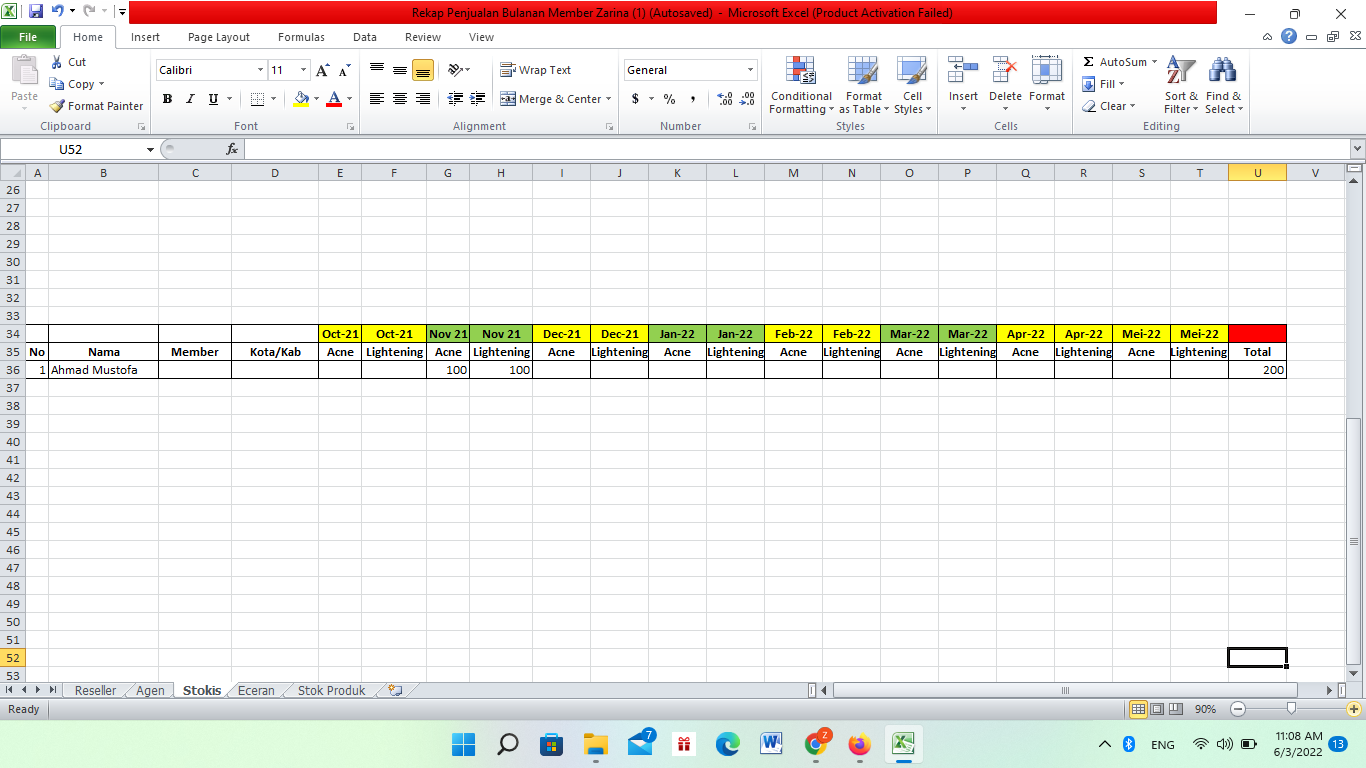 Rekap Penjualan Bulanan Member Zarina (1) (Autosaved) - Microsoft Excel (Product Activation Failed)
File Home Insert Page Layout Formulas Data Review View
Paste
Cut
Copy
Format Painter
Clipboard
Calibri 11
B I U
Font
Wrap Text
Merge & Center
Alignment
General
$ % ,
Number
Conditional Formatting
Format as Table
Cell Styles
Styles
Insert Delete Format
Cells
AutoSum
Fill
Clear
Sort & Filter
Find & Select
Editing
U52 fx
A B C D E F G H I J K L M N O P Q R S T U V
26
27
28
29
30
31
32
33
34 Oct-21 Oct-21 Nov 21 Nov 21 Dec-21 Dec-21 Jan-22 Jan-22 Feb-22 Feb-22 Mar-22 Mar-22 Apr-22 Apr-22 Mei-22 Mei-22
35 No Nama Member Kota/Kab Acne Lightening Acne Lightening Acne Lightening Acne Lightening Acne Lightening Acne Lightening Acne Lightening Acne Lightening Total
36 1 Ahmad Mustofa 100 100 200
37
38
39
40
41
42
43
44
45
46
47
48
49
50
51
52
53
Reseller Agen Stokis Eceran Stok Produk
Ready 90%
7 Z ENG 11:08 AM
6/3/2022 13